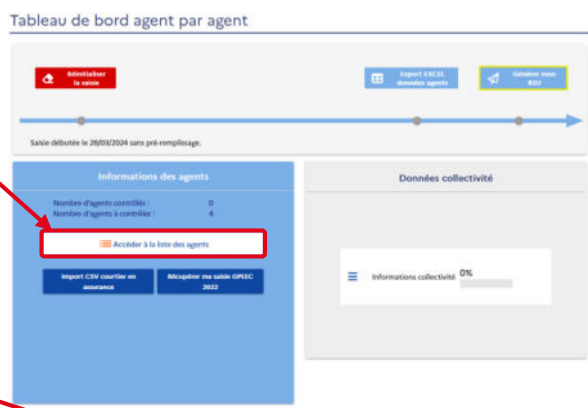 Tableau de bord agent par agent
Réinitialiser
la saisie
Export EXCEL
données agents
Générer mon
RSU
Saisie débutée le 28/03/2024 sans pré-remplissage.
Informations des agents
Nombre d'agents contrôlés : 0
Nombre d'agents à contrôler : 4
Accéder à la liste des agents
Import CSV courtier en
assurance
Récupérer ma saisie GPEEC
2022
Données collectivité
Informations collectivité 0%